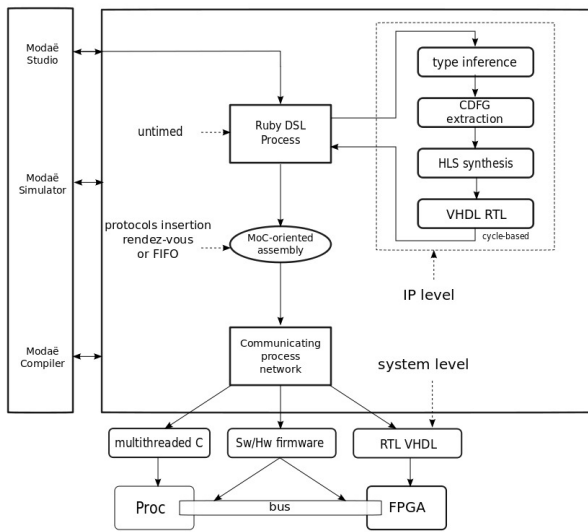 Modaë
Studio
Modaë
Simulator
Modaë
Compiler
untimed
Ruby DSL
Process
protocols insertion
rendez-vous
or FIFO
MoC-oriented
assembly
Communicating
process
network
type inference
CDFG
extraction
HLS synthesis
VHDL RTL
cycle-based
IP level
system level
multithreaded C
Sw/Hw firmware
RTL VHDL
Proc
bus
FPGA